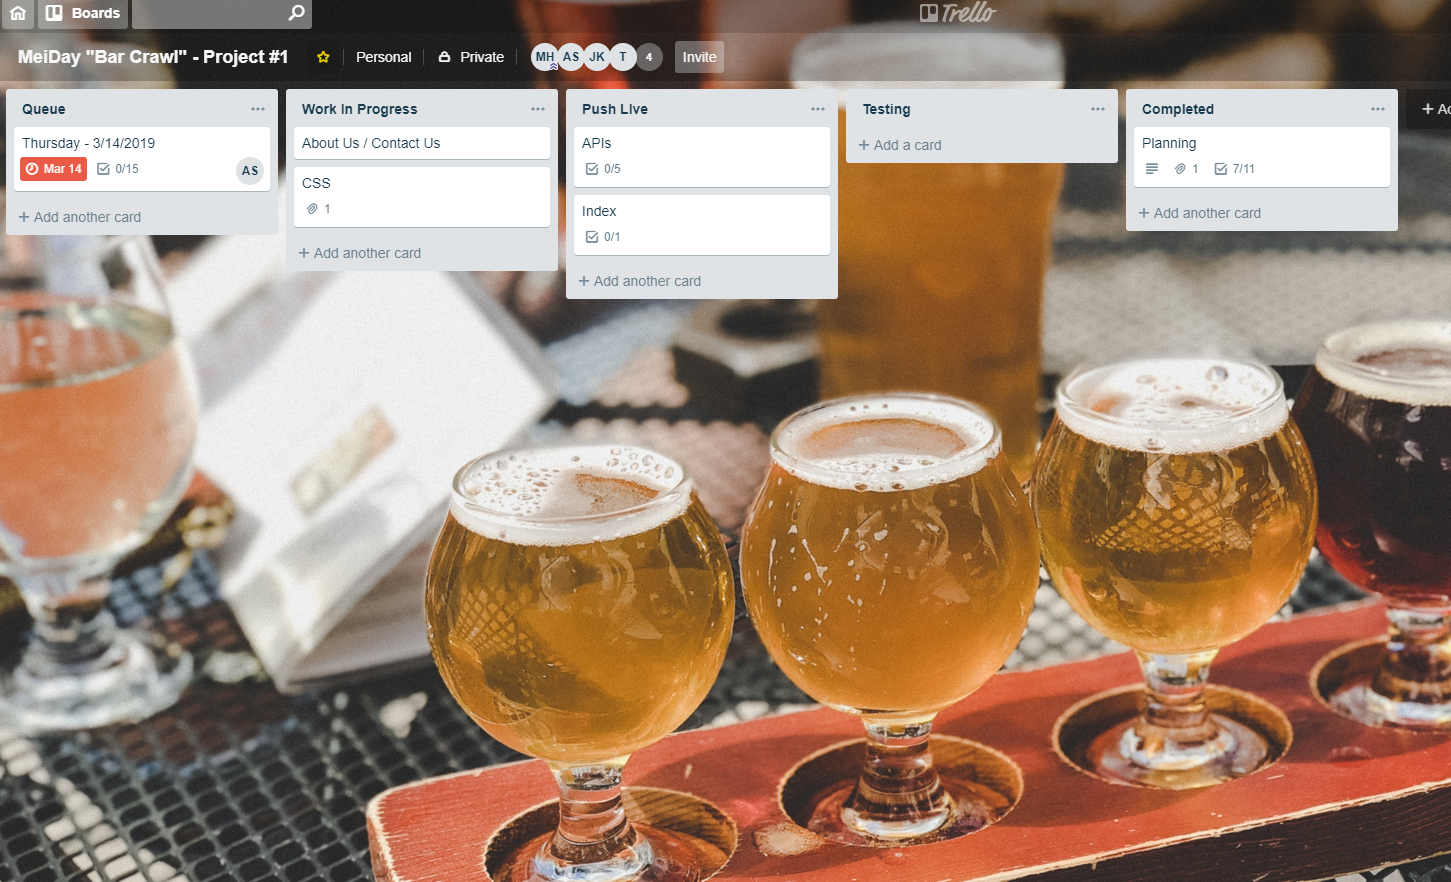 Boards
Trello
MeiDay "Bar Crawl" - Project #1
Personal
Private
MH AS JK T 4
Invite
Queue
Thursday - 3/14/2019
Mar 14
0/15
AS
+ Add another card
Work In Progress
About Us / Contact Us
CSS
1
+ Add another card
Push Live
APIs
0/5
Index
0/1
+ Add another card
Testing
+ Add a card
Completed
Planning
1
7/11
+ Add another card